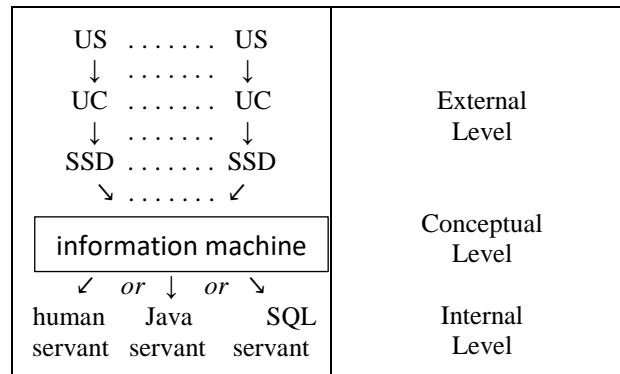 US ....... US
↓ ....... ↓
UC ....... UC
↓ ....... ↓
SSD ....... SSD
↘ ....... ↙
External
Level
information machine
Conceptual
Level
↙ or ↓ or ↘
human Java SQL
servant servant servant
Internal
Level